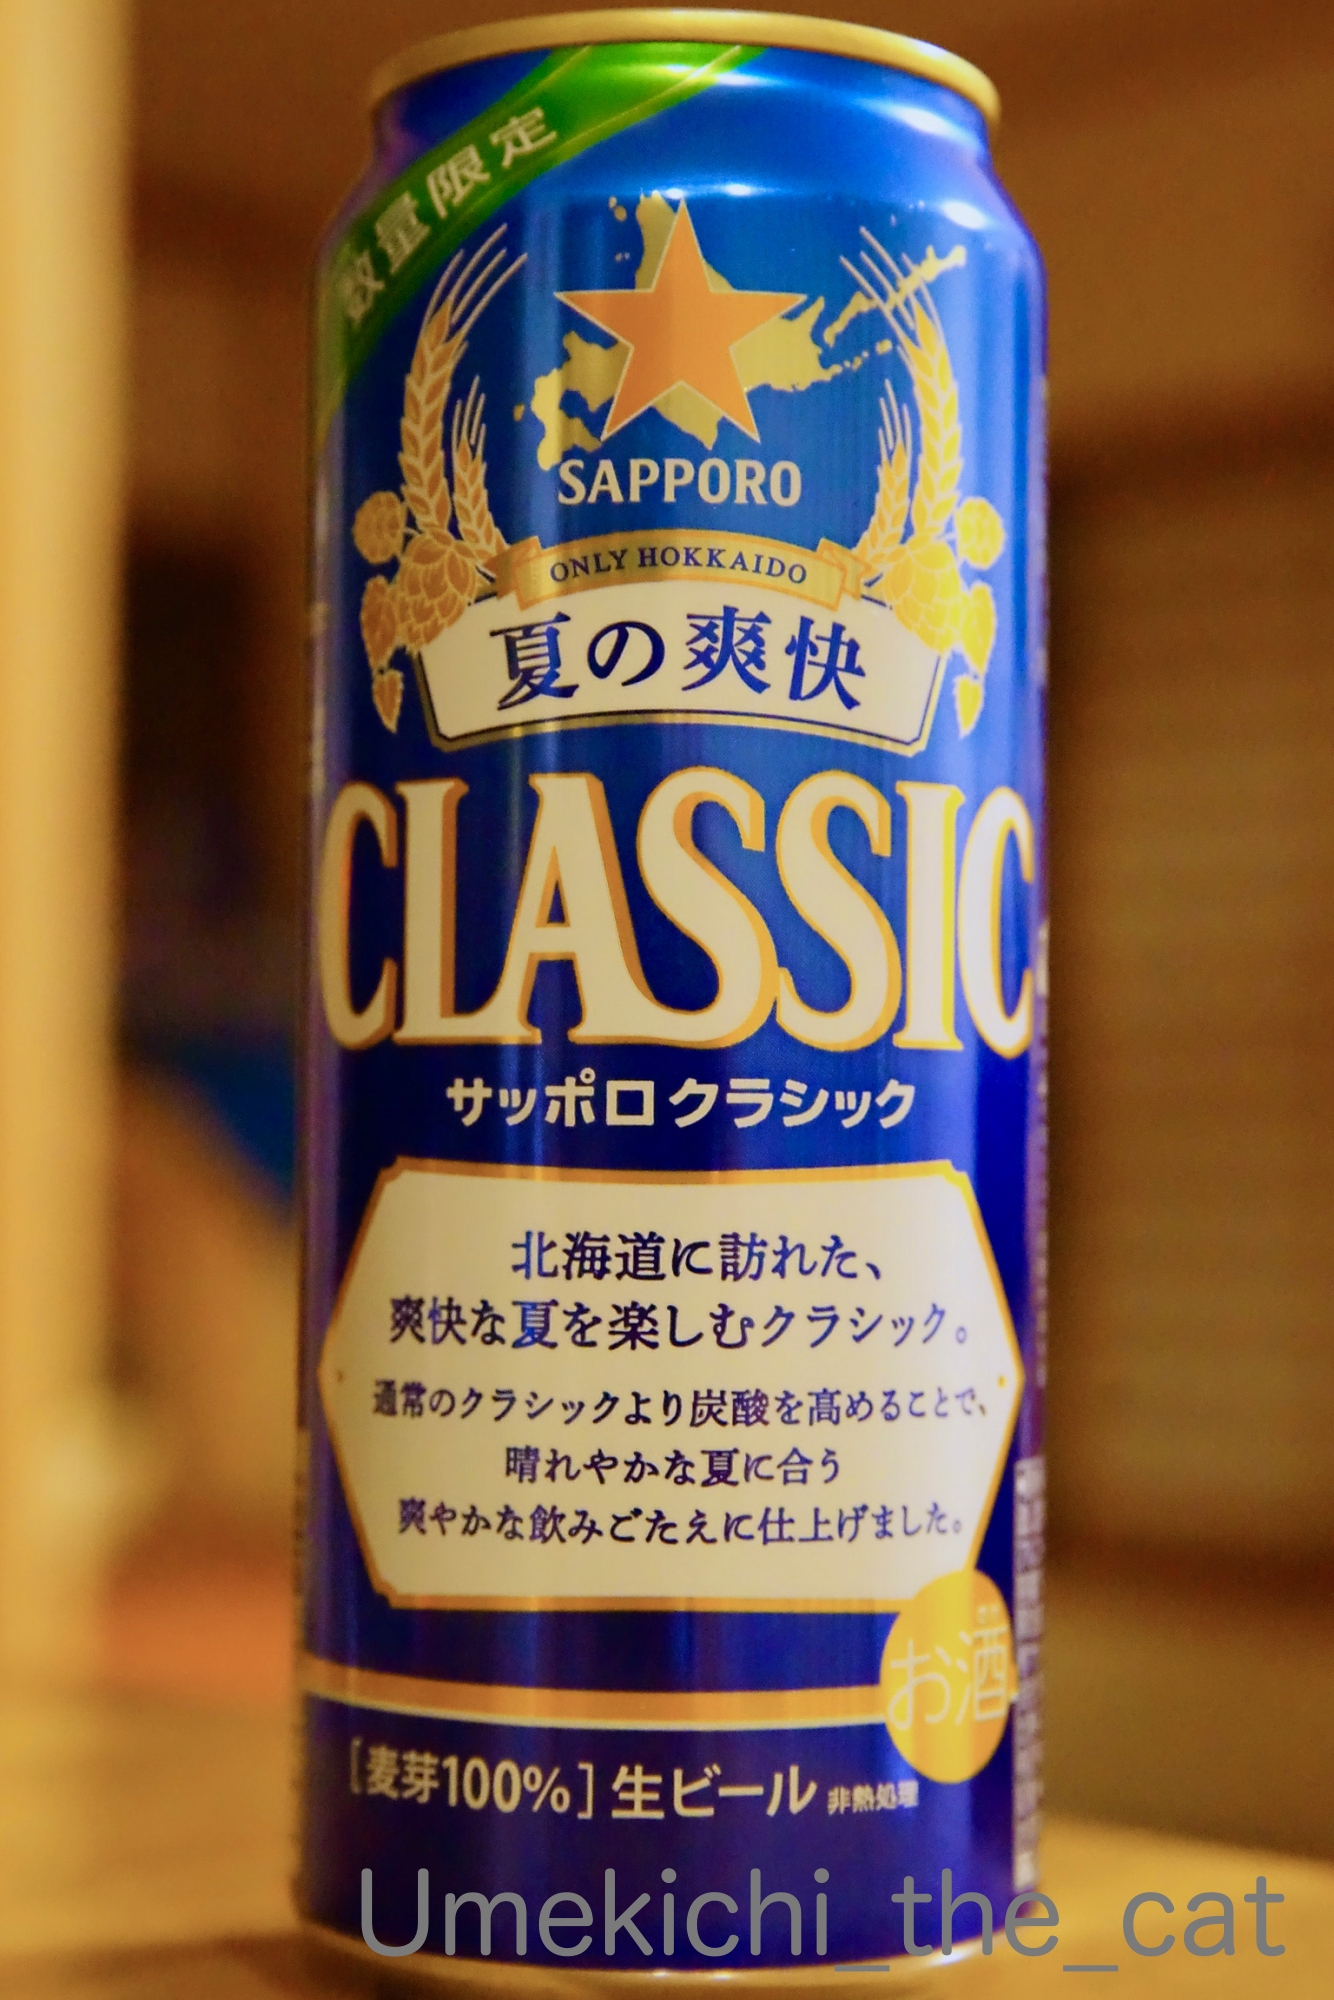 数量限定
SAPPORO
ONLY HOKKAIDO
夏の爽快
CLASSIC
サッポロクラシック
北海道に訪れた、
爽快な夏を楽しむクラシック。
通常のクラシックより炭酸を高めることで、
晴れやかな夏に合う
爽やかな飲みごたえに仕上げました。
お酒
[麦芽100%]生ビール 非熱処理
Umekichi_the_cat